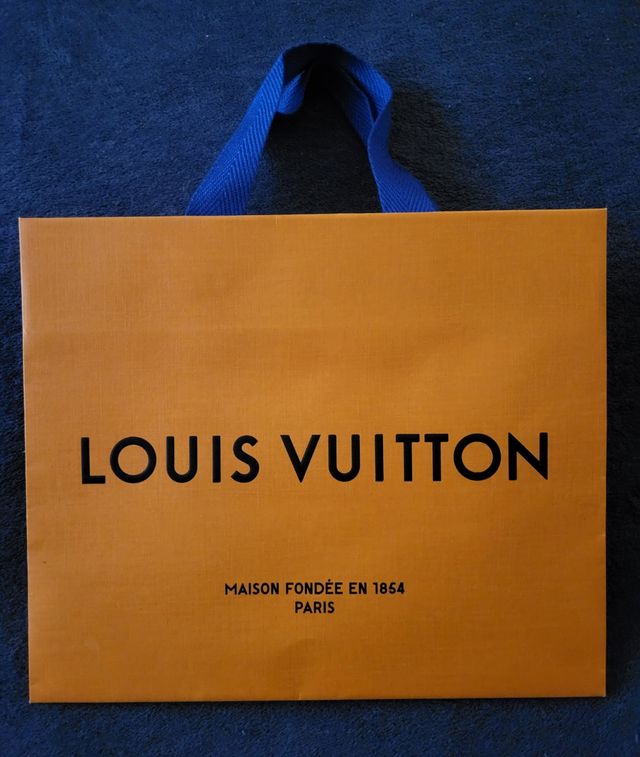 LOUIS VUITTON
MAISON FONDÉE EN 1854
PARIS